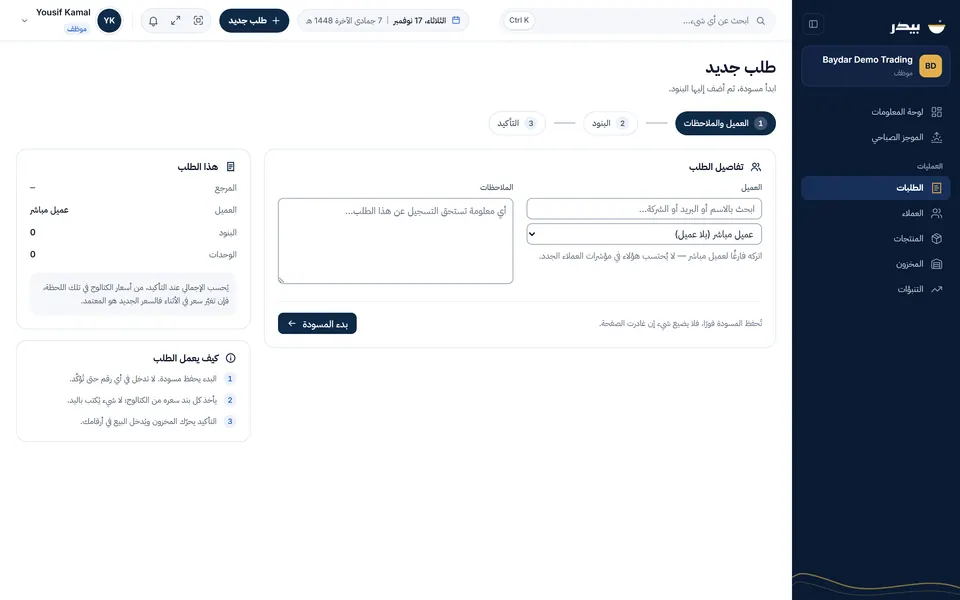 بيدر
BD
Baydar Demo Trading
موظف
لوحة المعلومات
الموجز الصباحي
العمليات
الطلبات
العملاء
المنتجات
المخزون
التنبؤات
ابحث عن أي شيء...
Ctrl K
الثلاثاء، 17 نوفمبر | 7 جمادى الآخرة 1448 هـ
+ طلب جديد
YK
Yousif Kamal
موظف
طلب جديد
ابدأ مسودة، ثم أضف إليها البنود.
1 العميل والملاحظات
2 البنود
3 التأكيد
تفاصيل الطلب
العميل
ابحث بالاسم أو البريد أو الشركة...
عميل مباشر (بلا عميل)
اتركه فارغًا لعميل مباشر — لا يُحتسب هؤلاء في مؤشرات العملاء الجدد.
الملاحظات
أي معلومة تستحق التسجيل عن هذا الطلب...
تُحفظ المسودة فورًا، فلا يضيع شيء إن غادرت الصفحة.
بدء المسودة ←
هذا الطلب
المرجع –
العميل عميل مباشر
البنود 0
الوحدات 0
يُحسب الإجمالي عند التأكيد، من أسعار الكتالوج في تلك اللحظة،
فإن تغيّر سعر في الأثناء فالسعر الجديد هو المعتمد.
كيف يعمل الطلب
1 البدء يحفظ مسودة. لا تدخل في أي رقم حتى تُؤكَّد.
2 يأخذ كل بند سعره من الكتالوج؛ لا شيء يُكتب باليد.
3 التأكيد يحرّك المخزون ويُدخل البيع في أرقامك.